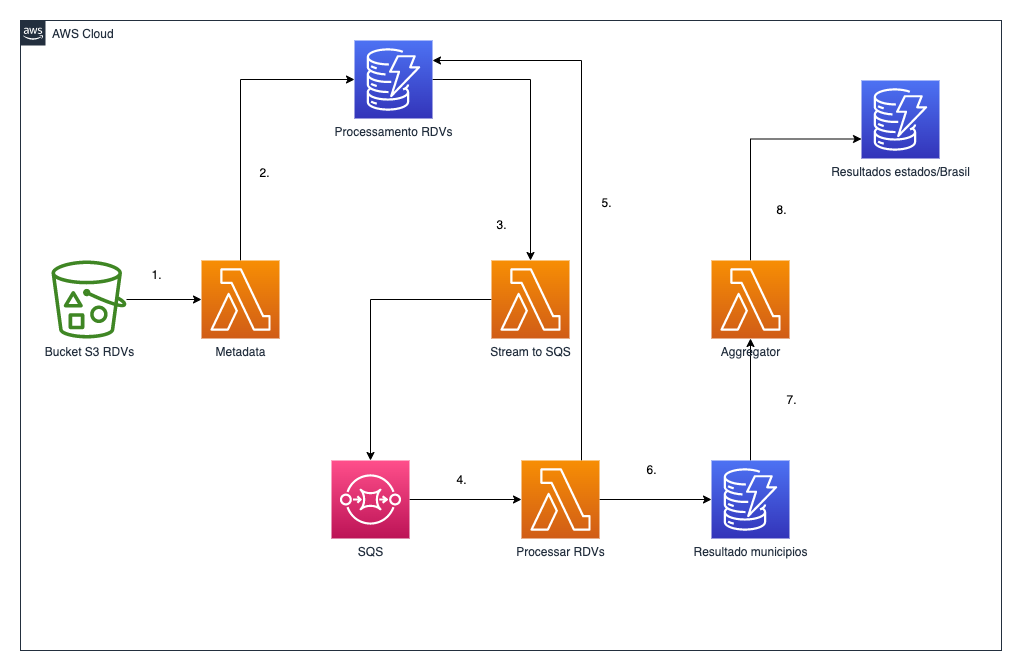 aws
AWS Cloud
Processamento RDVs
Resultados estados/Brasil
2.
5.
8.
3.
1.
Bucket S3 RDVs
Metadata
Stream to SQS
Aggregator
7.
6.
4.
SQS
Processar RDVs
Resultado municipios